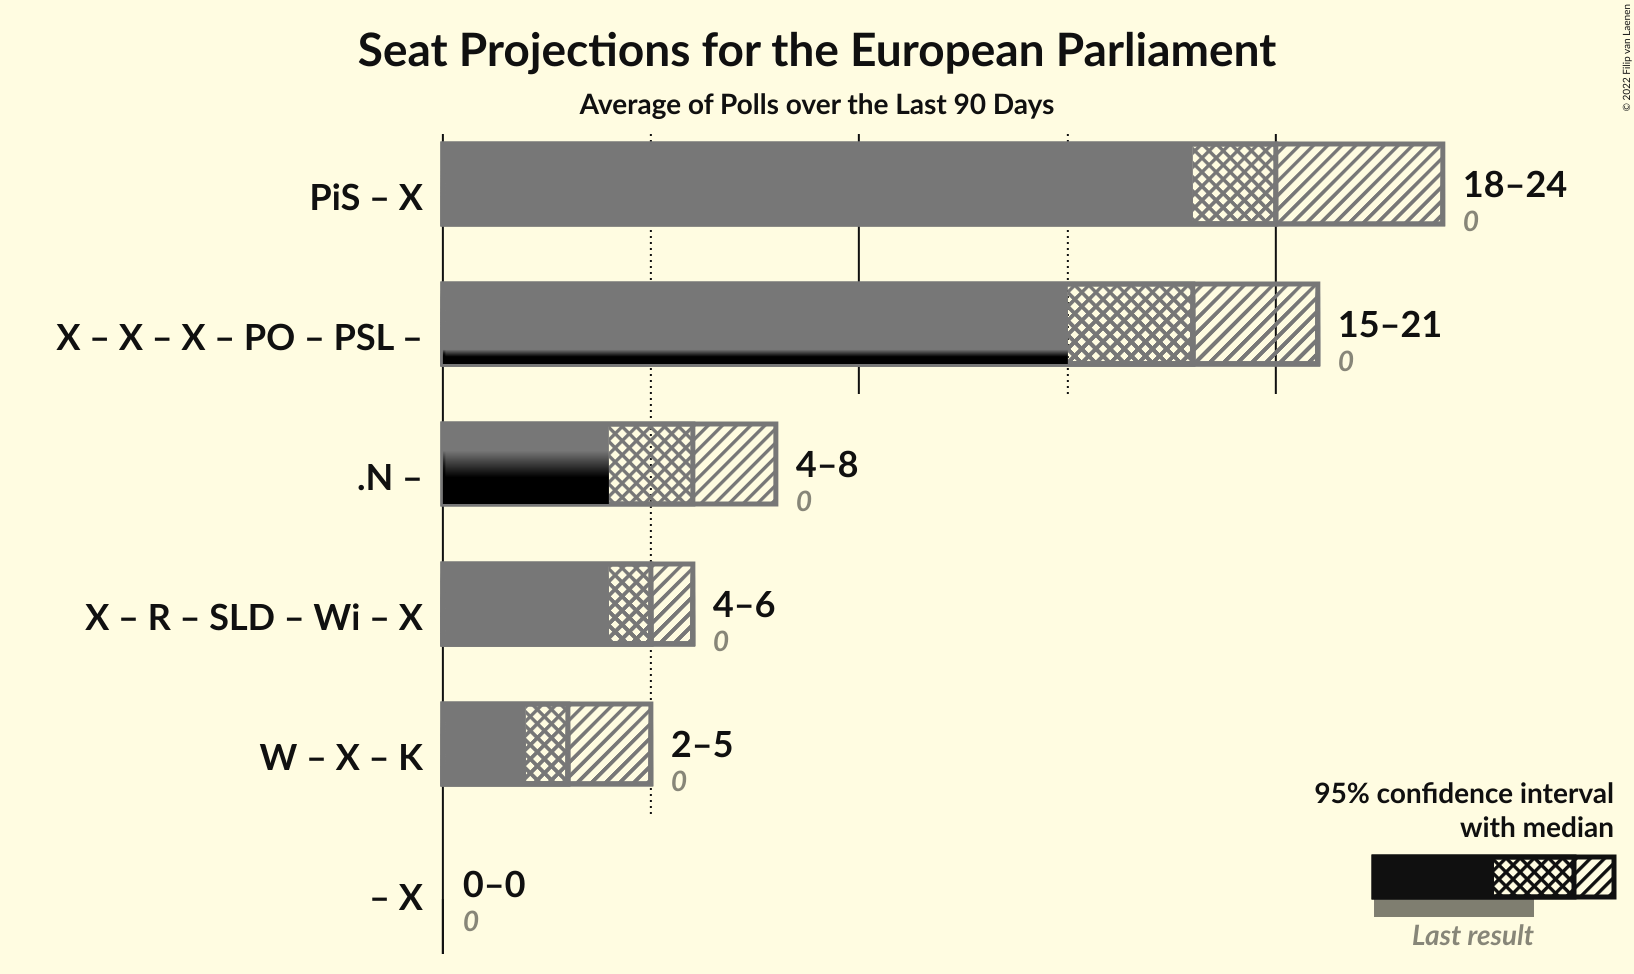 Seat Projections for the European Parliament
Average of Polls over the Last 90 Days
© 2022 Filip van Laenen
PiS – X
18–24
0
X – X – X – PO – PSL –
15–21
0
.N –
4–8
0
X – R – SLD – Wi – X
4–6
0
W – X – K
2–5
0
– X
0–0
0
95% confidence interval
with median
Last result